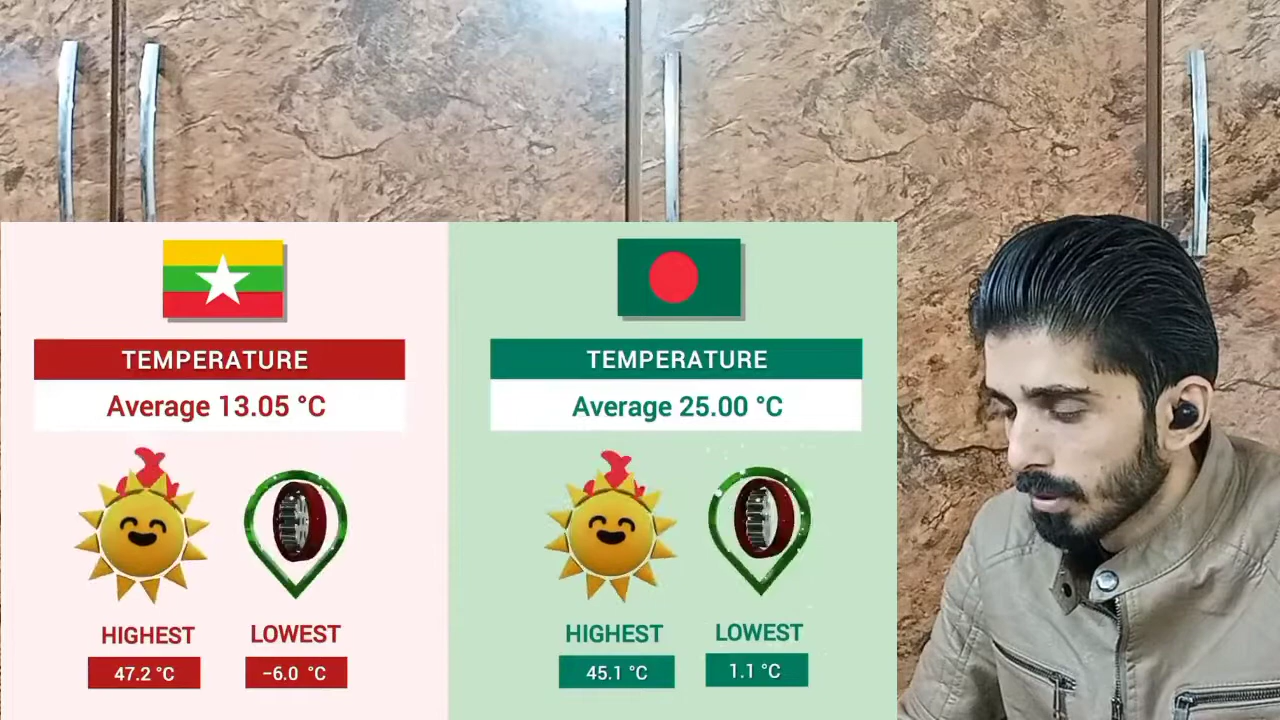 TEMPERATURE
Average 13.05 °C
HIGHEST
LOWEST
47.2 °C
−6.0 °C
TEMPERATURE
Average 25.00 °C
HIGHEST
LOWEST
45.1 °C
1.1 °C